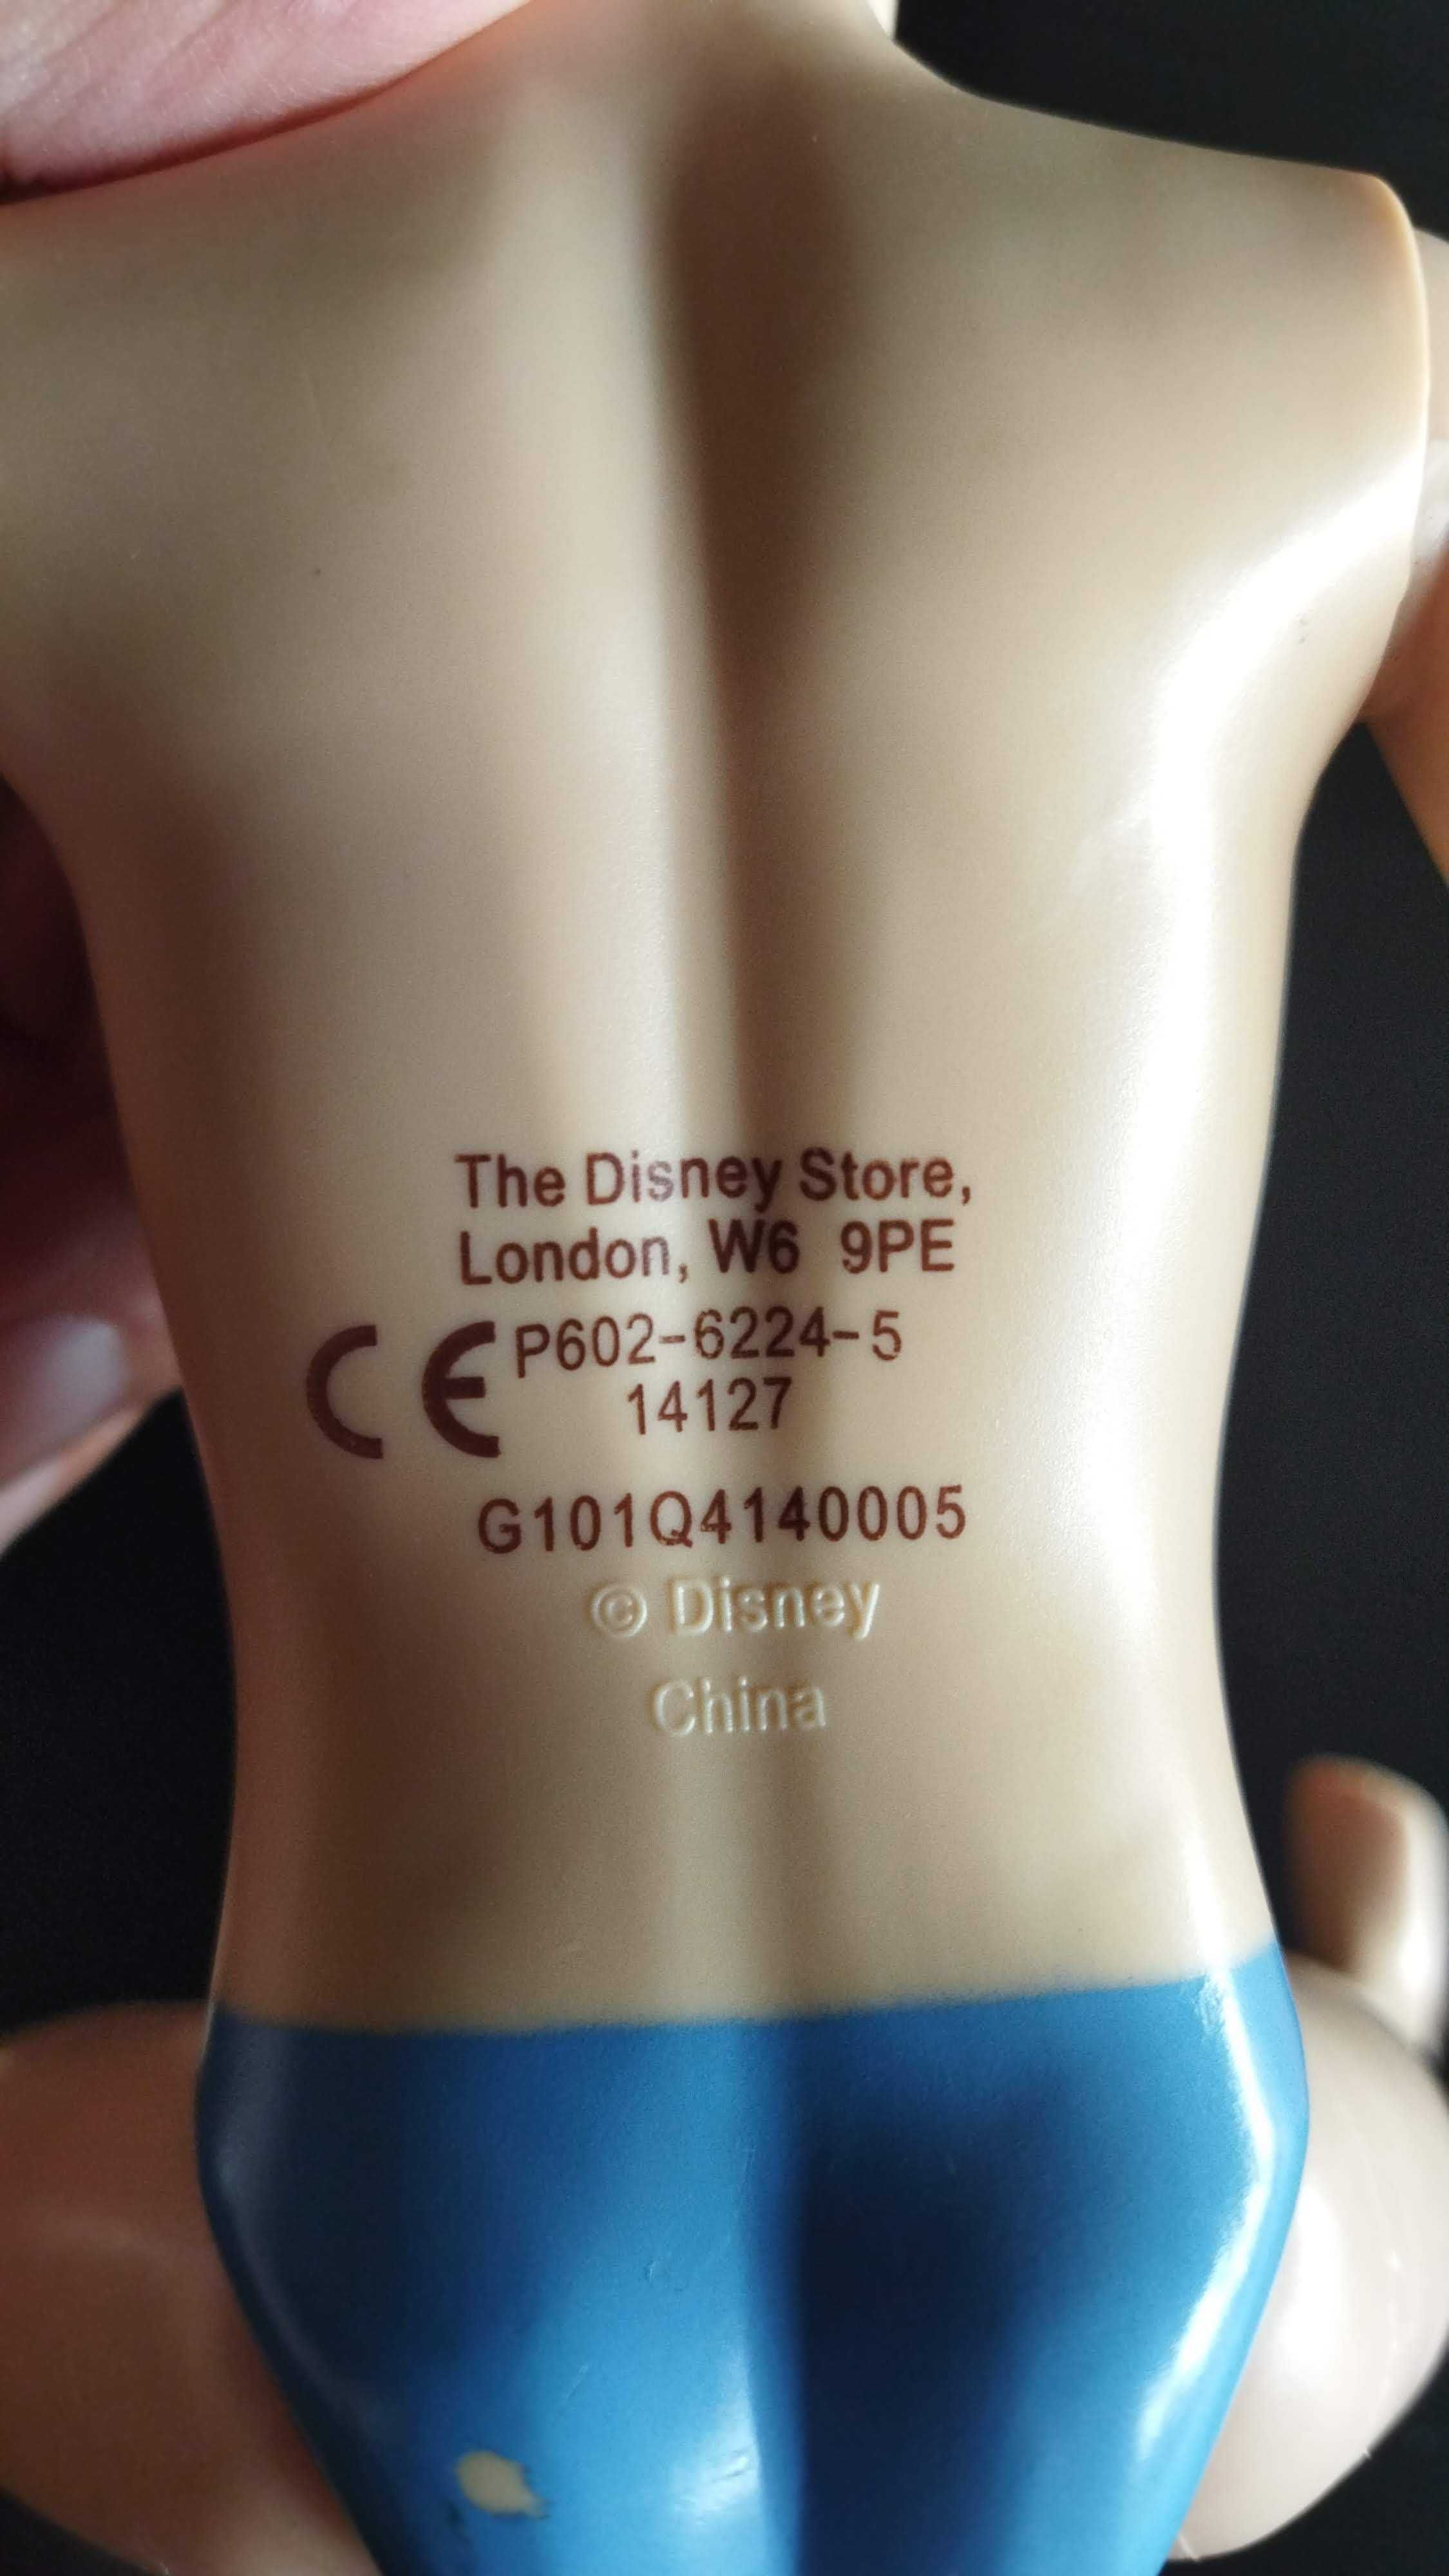 The Disney Store,
London, W6 9PE
CE P602-6224-5
14127
G101Q4140005
© Disney
China